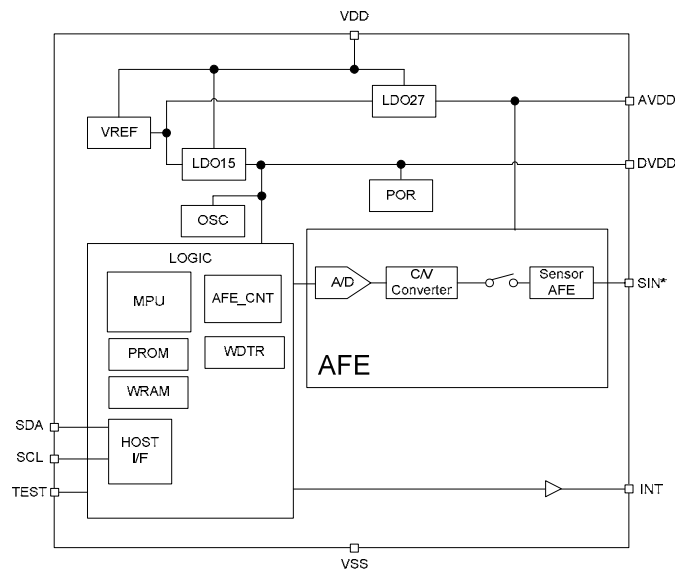 VDD
LDO27
AVDD
VREF
LDO15
DVDD
POR
OSC
LOGIC
MPU
AFE_CNT
A/D
C/V
Converter
Sensor
AFE
SIN*
PROM
WDTR
AFE
WRAM
SDA
HOST
I/F
SCL
TEST
INT
VSS